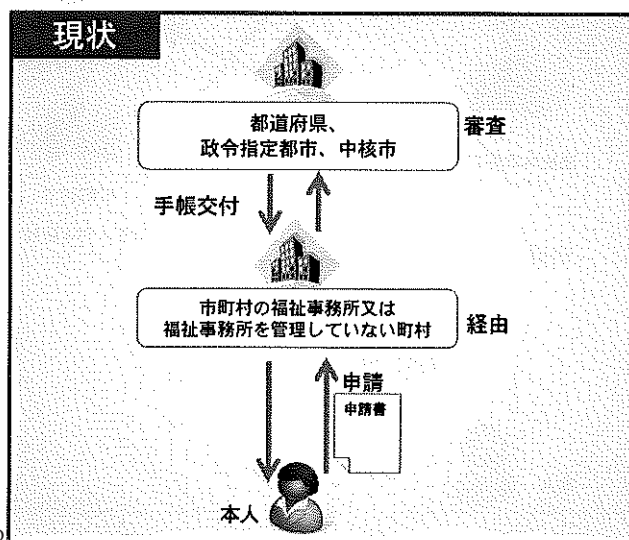 現状
都道府県、
政令指定都市、中核市
審査
手帳交付
市町村の福祉事務所又は
福祉事務所を管理していない町村
経由
申請
申請書
本人